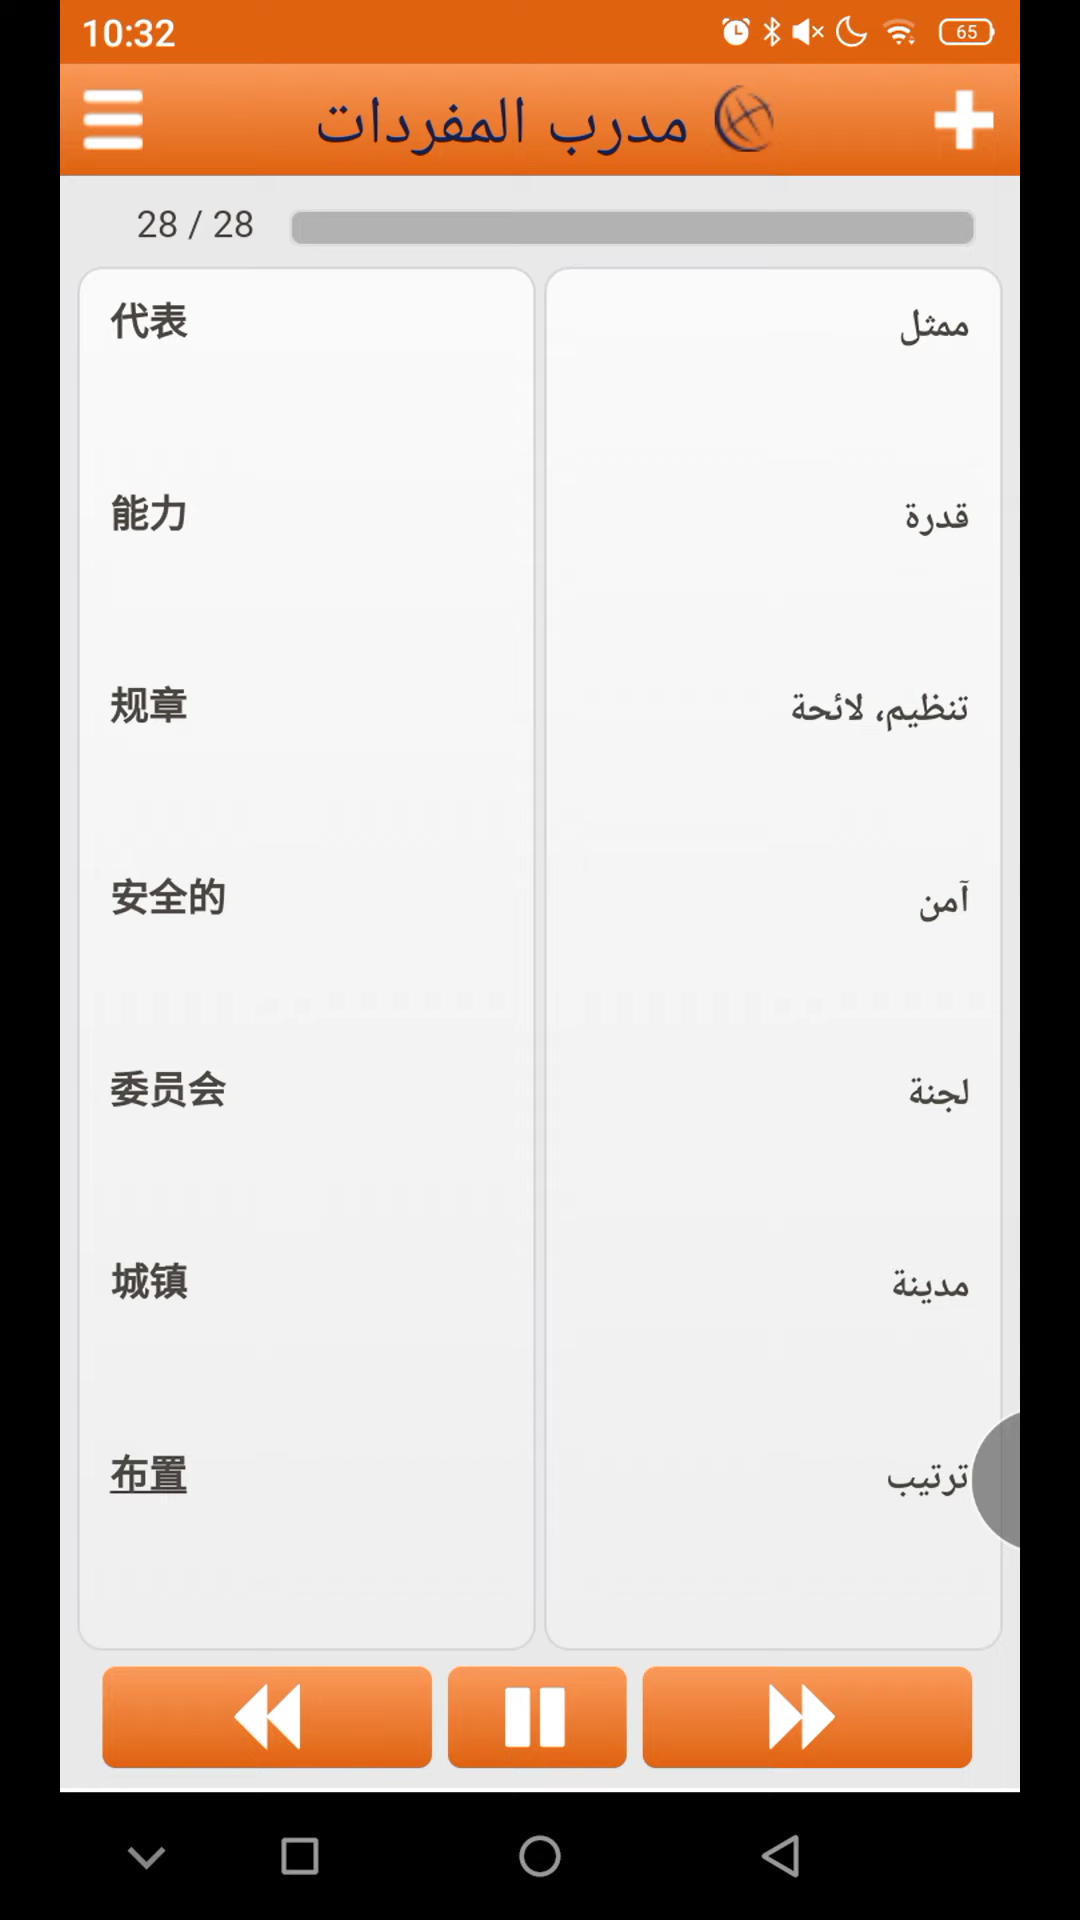 10:32
65
مدرب المفردات
28 / 28
代表
ممثل
能力
قدرة
规章
تنظيم، لائحة
安全的
آمن
委员会
لجنة
城镇
مدينة
布置
ترتيب